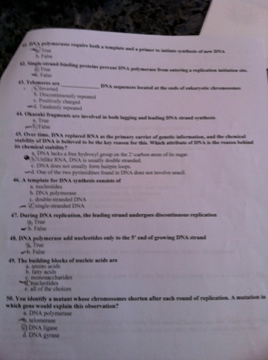 41. DNA polymerase require both a template and a primer to initiate synthesis of new DNA
a. True
b. False
42. Single-strand-binding proteins prevent DNA polymerase from entering a replication initiation site.
a. True
b. False
43. Telomeres are DNA sequences located at the ends of eukaryotic chromosomes
a. Inverted
b. Discontinuously repeated
c. Positively charged
d. Tandemly repeated
44. Okazaki fragments are involved in both lagging and leading DNA strand synthesis
a. True
b. False
45. Over time, DNA replaced RNA as the primary carrier of genetic information, and the chemical
stability of DNA is believed to be the key reason for this. Which attribute of DNA is the reason behind
its chemical stability?
a. DNA lacks a free hydroxyl group on the 2' carbon atom of its sugar
b. Unlike RNA, DNA is usually double stranded.
c. DNA does not usually form hairpin loops
d. One of the two pyrimidines found in DNA does not involve uracil.
46. A template for DNA synthesis consists of
a. nucleotides
b. DNA polymerase
c. double-stranded DNA
d. single-stranded DNA
47. During DNA replication, the leading strand undergoes discontinuous replication
a. True
b. False
48. DNA polymerase add nucleotides only to the 5' end of growing DNA strand
a. True
b. False
49. The building blocks of nucleic acids are
a. amino acids
b. fatty acids
c. monosaccharides
d. nucleotides
e. all of the choices
50. You identify a mutant whose chromosomes shorten after each round of replication. A mutation in
which gene would explain this observation?
a. DNA polymerase
b. telomerase
c. DNA ligase
d. DNA gyrase